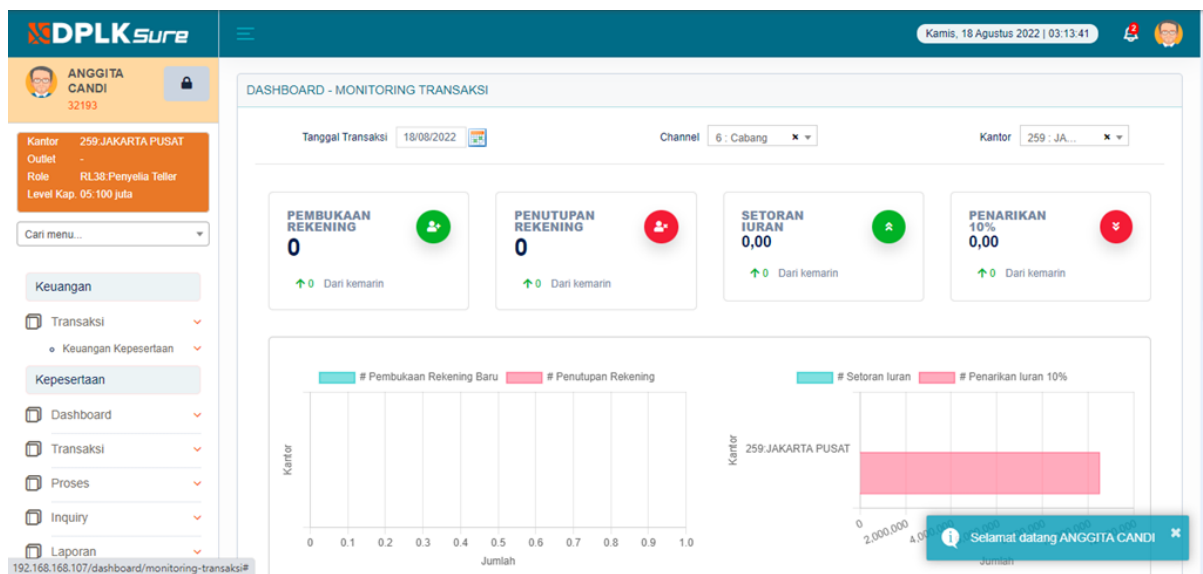 DPLKsure
Kamis, 18 Agustus 2022 | 03:13:41
2
ANGGITA
CANDI
32193
Kantor 259:JAKARTA PUSAT
Outlet -
Role RL38:Penyelia Teller
Level Kap. 05:100 juta
Cari menu...
Keuangan
Transaksi
Keuangan Kepesertaan
Kepesertaan
Dashboard
Transaksi
Proses
Inquiry
Laporan
192.168.168.107/dashboard/monitoring-transaksi#
DASHBOARD - MONITORING TRANSAKSI
Tanggal Transaksi 18/08/2022 Channel 6 : Cabang × Kantor 259 : JA... ×
PEMBUKAAN
REKENING
0
0 Dari kemarin
PENUTUPAN
REKENING
0
0 Dari kemarin
SETORAN
IURAN
0,00
0 Dari kemarin
PENARIKAN
10%
0,00
0 Dari kemarin
# Pembukaan Rekening Baru # Penutupan Rekening
Kantor
0 0.1 0.2 0.3 0.4 0.5 0.6 0.7 0.8 0.9 1.0
Jumlah
# Setoran Iuran # Penarikan Iuran 10%
Kantor
259:JAKARTA PUSAT
0 2,000,000
Jumlah
Selamat datang ANGGITA CANDI ×